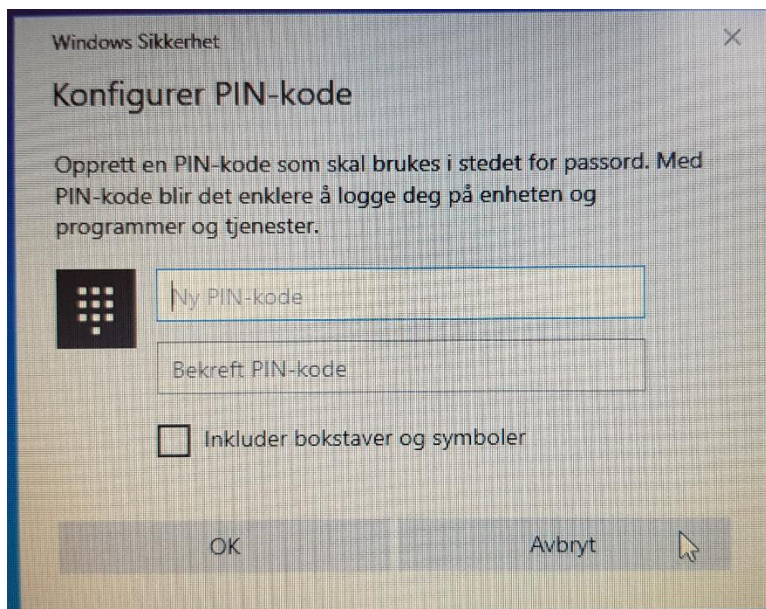 Windows Sikkerhet
Konfigurer PIN-kode
Opprett en PIN-kode som skal brukes i stedet for passord. Med
PIN-kode blir det enklere å logge deg på enheten og
programmer og tjenester.
Ny PIN-kode
Bekreft PIN-kode
Inkluder bokstaver og symboler
OK
Avbryt